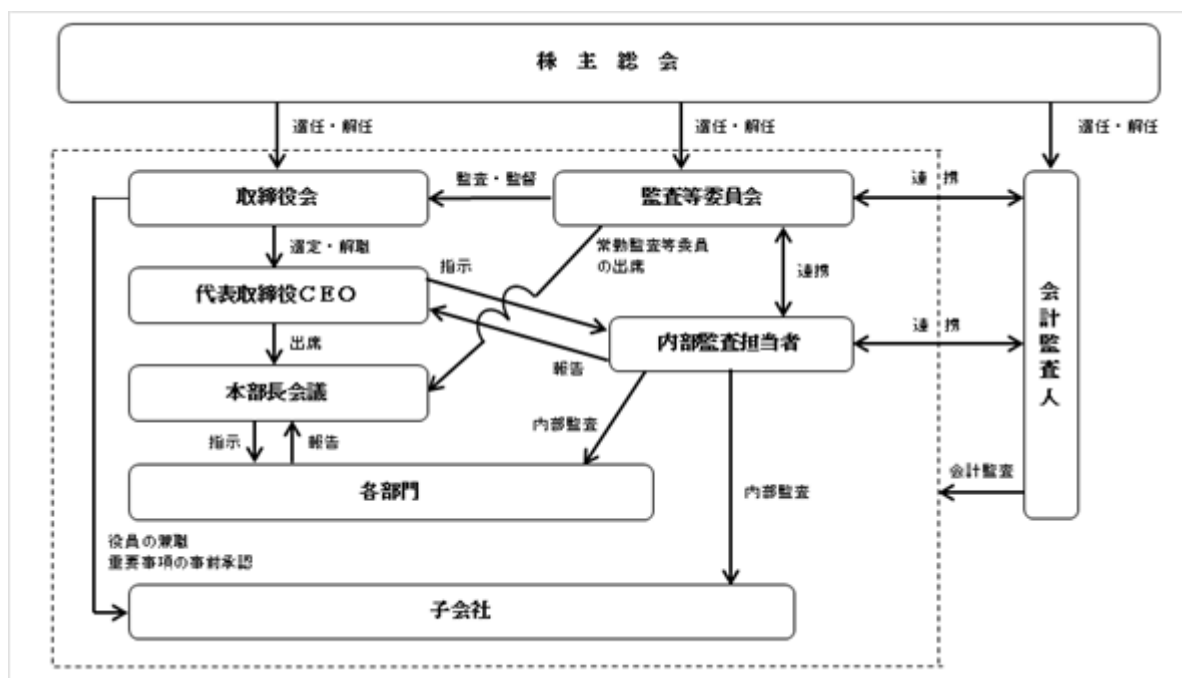 株主総会
選任・解任
選任・解任
選任・解任
取締役会
監査・監督
監査等委員会
連携
選定・解職
常勤監査等委員
の出席
指示
連携
代表取締役CEO
出席
内部監査担当者
連携
会計監査人
報告
本部長会議
内部監査
指示
報告
会計監査
各部門
内部監査
役員の兼職
重要事項の事前承認
子会社